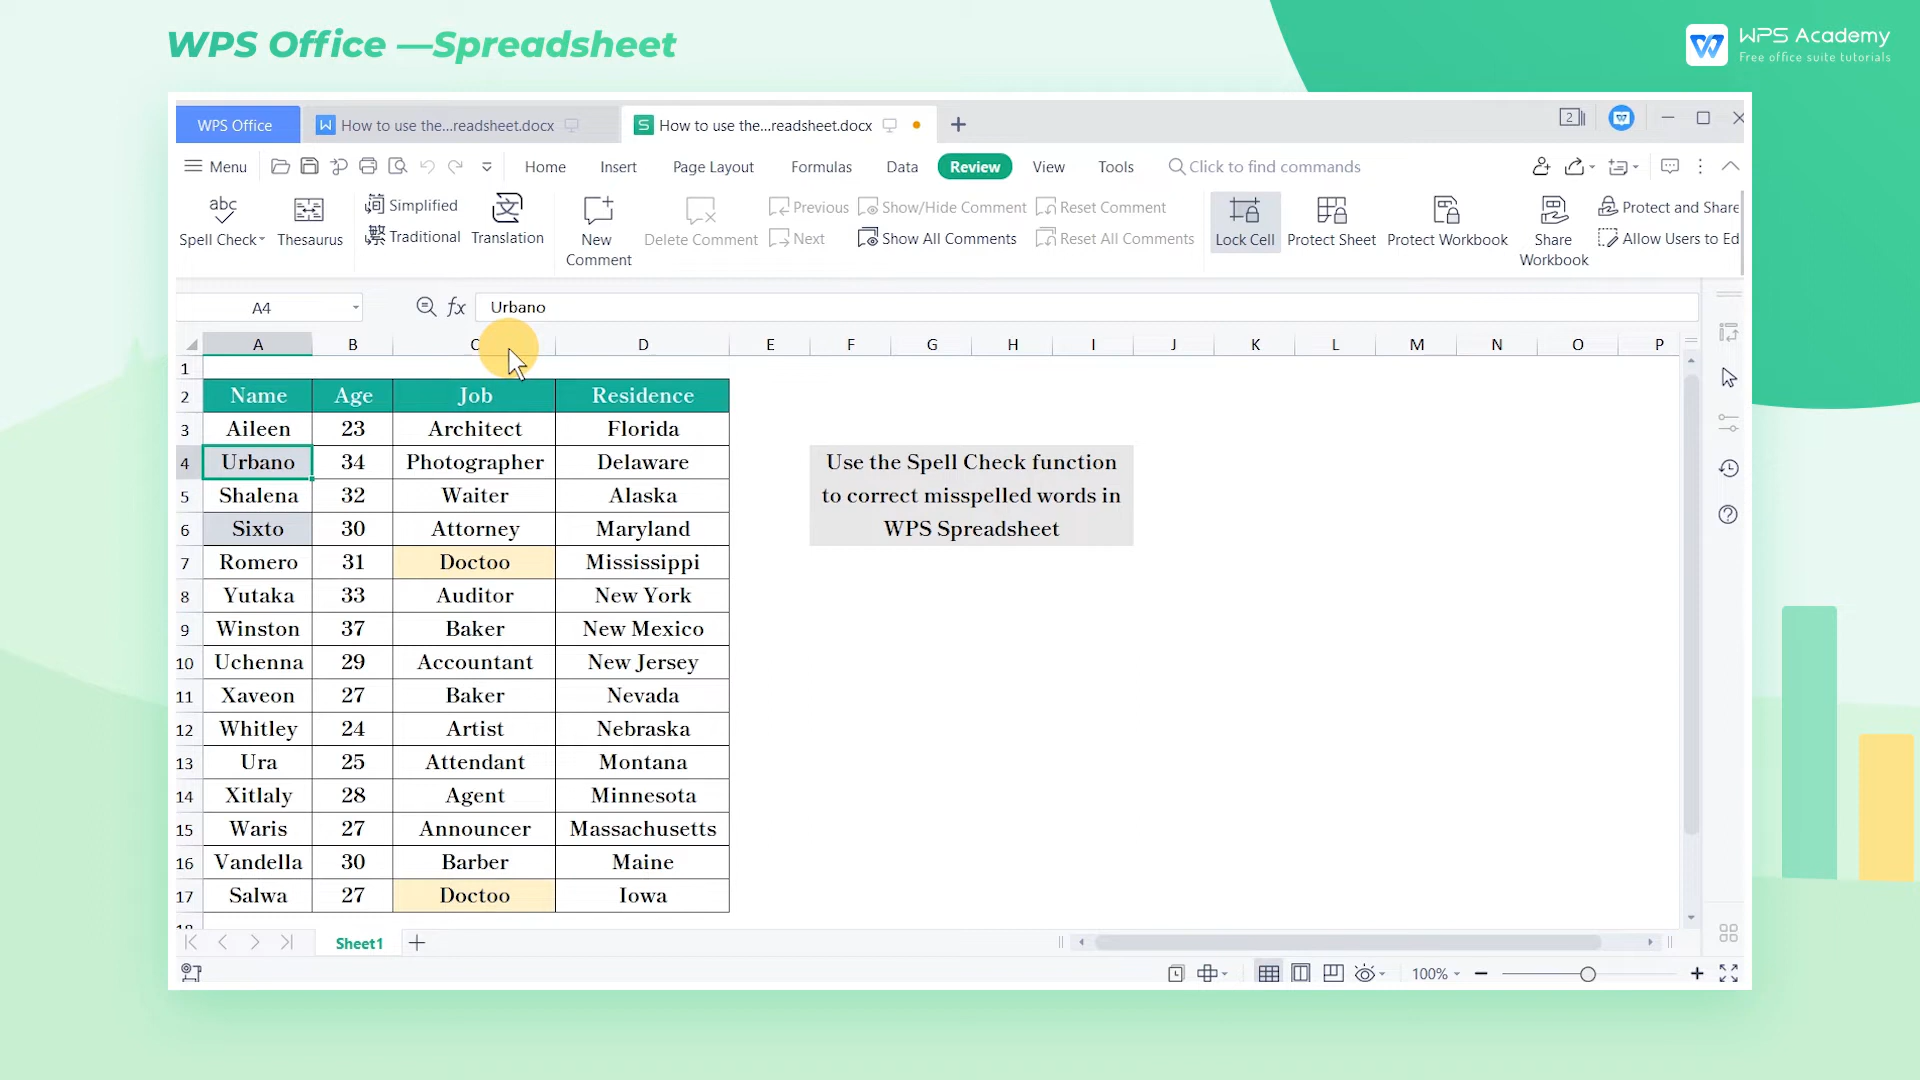 WPS Office —Spreadsheet
WPS Academy
Free office suite tutorials
WPS Office
How to use the...readsheet.docx
How to use the...readsheet.docx
2
Menu
Home
Insert
Page Layout
Formulas
Data
Review
View
Tools
Click to find commands
abc
Spell Check
Thesaurus
Simplified
Traditional
Translation
New
Comment
Delete Comment
Previous
Next
Show/Hide Comment
Show All Comments
Reset Comment
Reset All Comments
Lock Cell
Protect Sheet
Protect Workbook
Share
Workbook
Protect and Share
Allow Users to Ed
A4
fx
Urbano
A B C D E F G H I J K L M N O P
1
2 Name Age Job Residence
3 Aileen 23 Architect Florida
4 Urbano 34 Photographer Delaware
5 Shalena 32 Waiter Alaska
6 Sixto 30 Attorney Maryland
7 Romero 31 Doctoo Mississippi
8 Yutaka 33 Auditor New York
9 Winston 37 Baker New Mexico
10 Uchenna 29 Accountant New Jersey
11 Xaveon 27 Baker Nevada
12 Whitley 24 Artist Nebraska
13 Ura 25 Attendant Montana
14 Xitlaly 28 Agent Minnesota
15 Waris 27 Announcer Massachusetts
16 Vandella 30 Barber Maine
17 Salwa 27 Doctoo Iowa
Use the Spell Check function
to correct misspelled words in
WPS Spreadsheet
Sheet1
100%